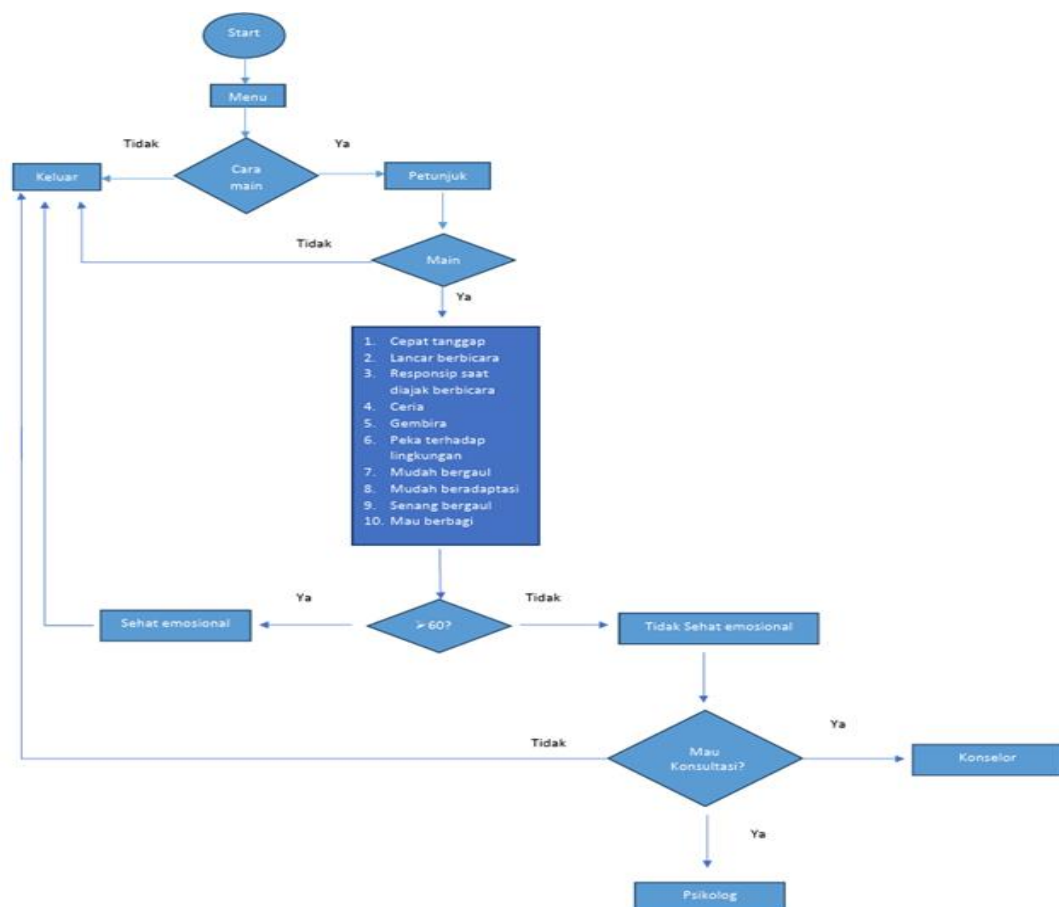 Start
Menu
Tidak
Ya
Keluar
Cara
main
Petunjuk
Tidak
Main
Ya
1. Cepat tanggap
2. Lancar berbicara
3. Responsip saat
diajak berbicara
4. Ceria
5. Gembira
6. Peka terhadap
lingkungan
7. Mudah bergaul
8. Mudah beradaptasi
9. Senang bergaul
10. Mau berbagi
Ya
Tidak
Sehat emosional
➢ 60?
Tidak Sehat emosional
Tidak
Ya
Mau
Konsultasi?
Konselor
Ya
Psikolog